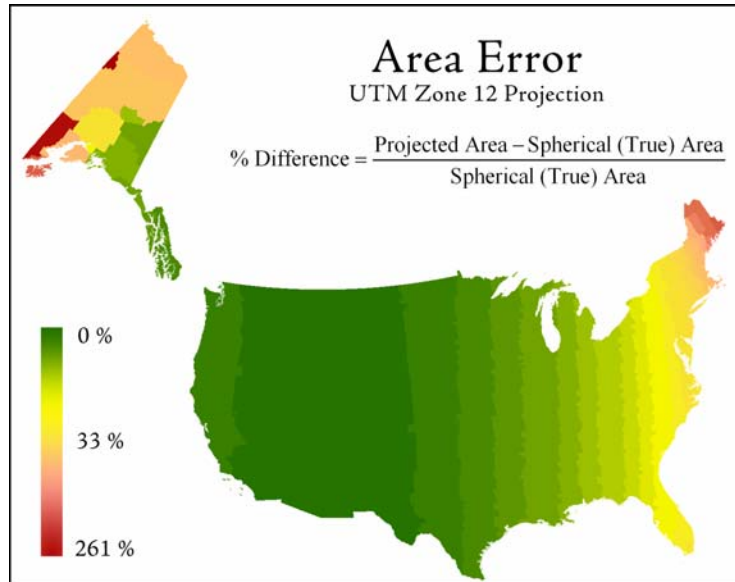 Area Error
UTM Zone 12 Projection
% Difference = Projected Area – Spherical (True) Area
Spherical (True) Area
0 %
33 %
261 %